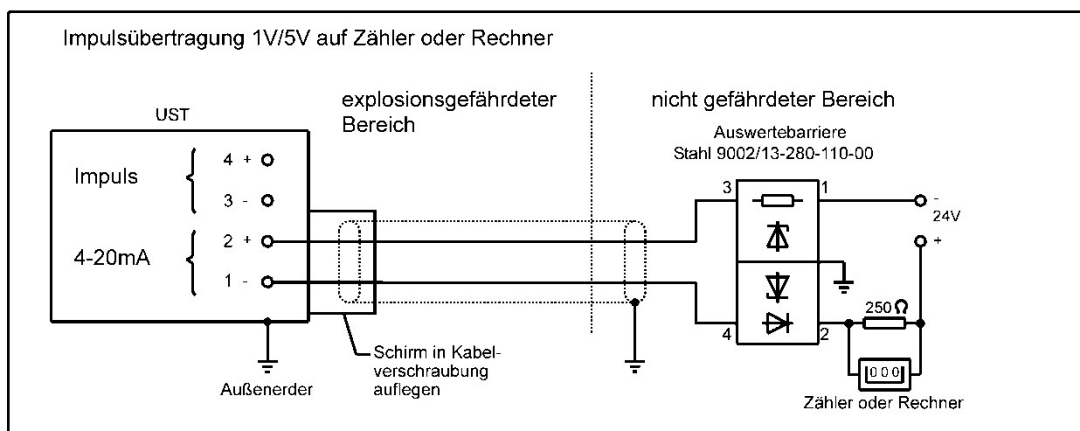 Impulsübertragung 1V/5V auf Zähler oder Rechner
explosionsgefährdeter
Bereich
nicht gefährdeter Bereich
UST
Auswertebarriere
Stahl 9002/13-280-110-00
Impuls
4 + 
3 -
4-20mA
2 +
1 -
3
1
-
24V
+
4
2
250 Ω
000
Schirm in Kabel-
verschraubung
auflegen
Außenerder
Zähler oder Rechner